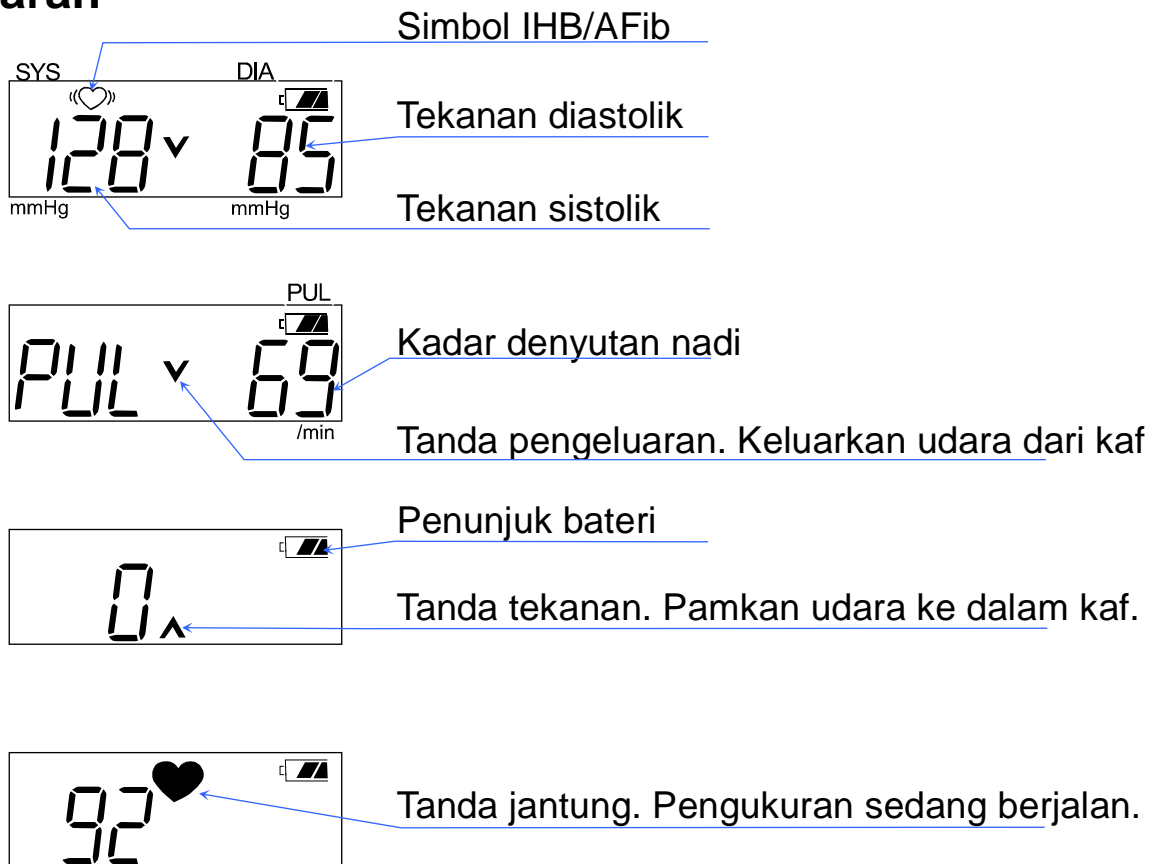 Simbol IHB/AFib
SYS DIA
128 85
Tekanan diastolik
mmHg mmHg
Tekanan sistolik
PUL
PUL 69
Kadar denyutan nadi
/min
Tanda pengeluaran. Keluarkan udara dari kaf
Penunjuk bateri
0
Tanda tekanan. Pamkan udara ke dalam kaf.
92
Tanda jantung. Pengukuran sedang berjalan.